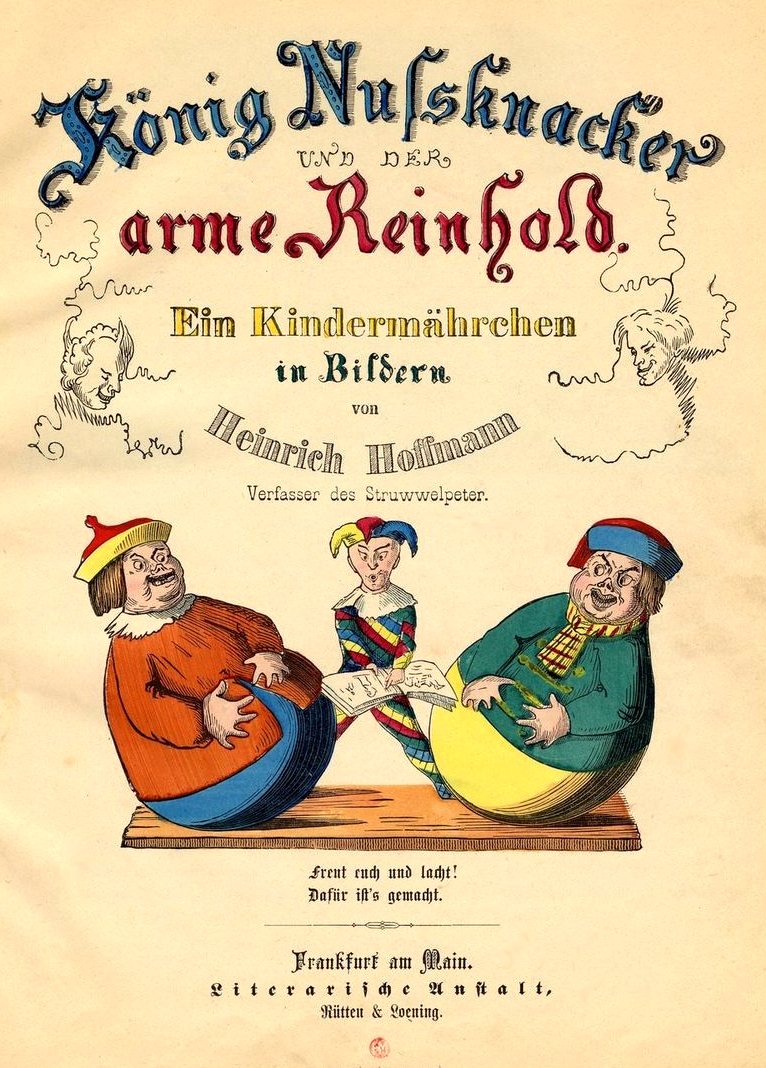 König Nuſsknacker
UND DER
arme Reinhold.
Ein Kindermährchen
in Bildern
von
Heinrich Hoffmann
Verfasser des Struwwelpeter.
Freut euch und lacht!
Dafür iſt's gemacht.
Frankfurt am Main.
Literariſche Anſtalt,
Rütten & Loening.